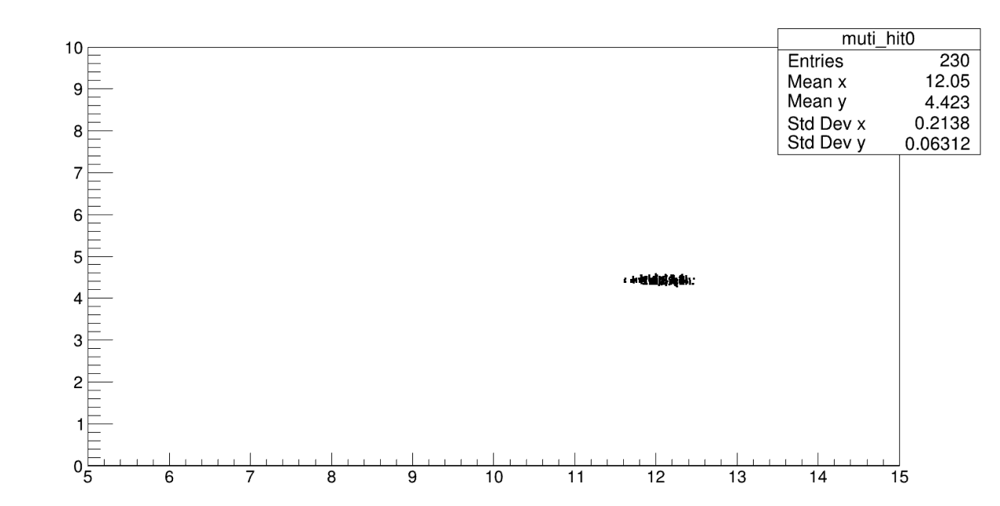 muti_hit0
Entries 230
Mean x 12.05
Mean y 4.423
Std Dev x 0.2138
Std Dev y 0.06312
10
9
8
7
6
5
4
3
2
1
0
5 6 7 8 9 10 11 12 13 14 15